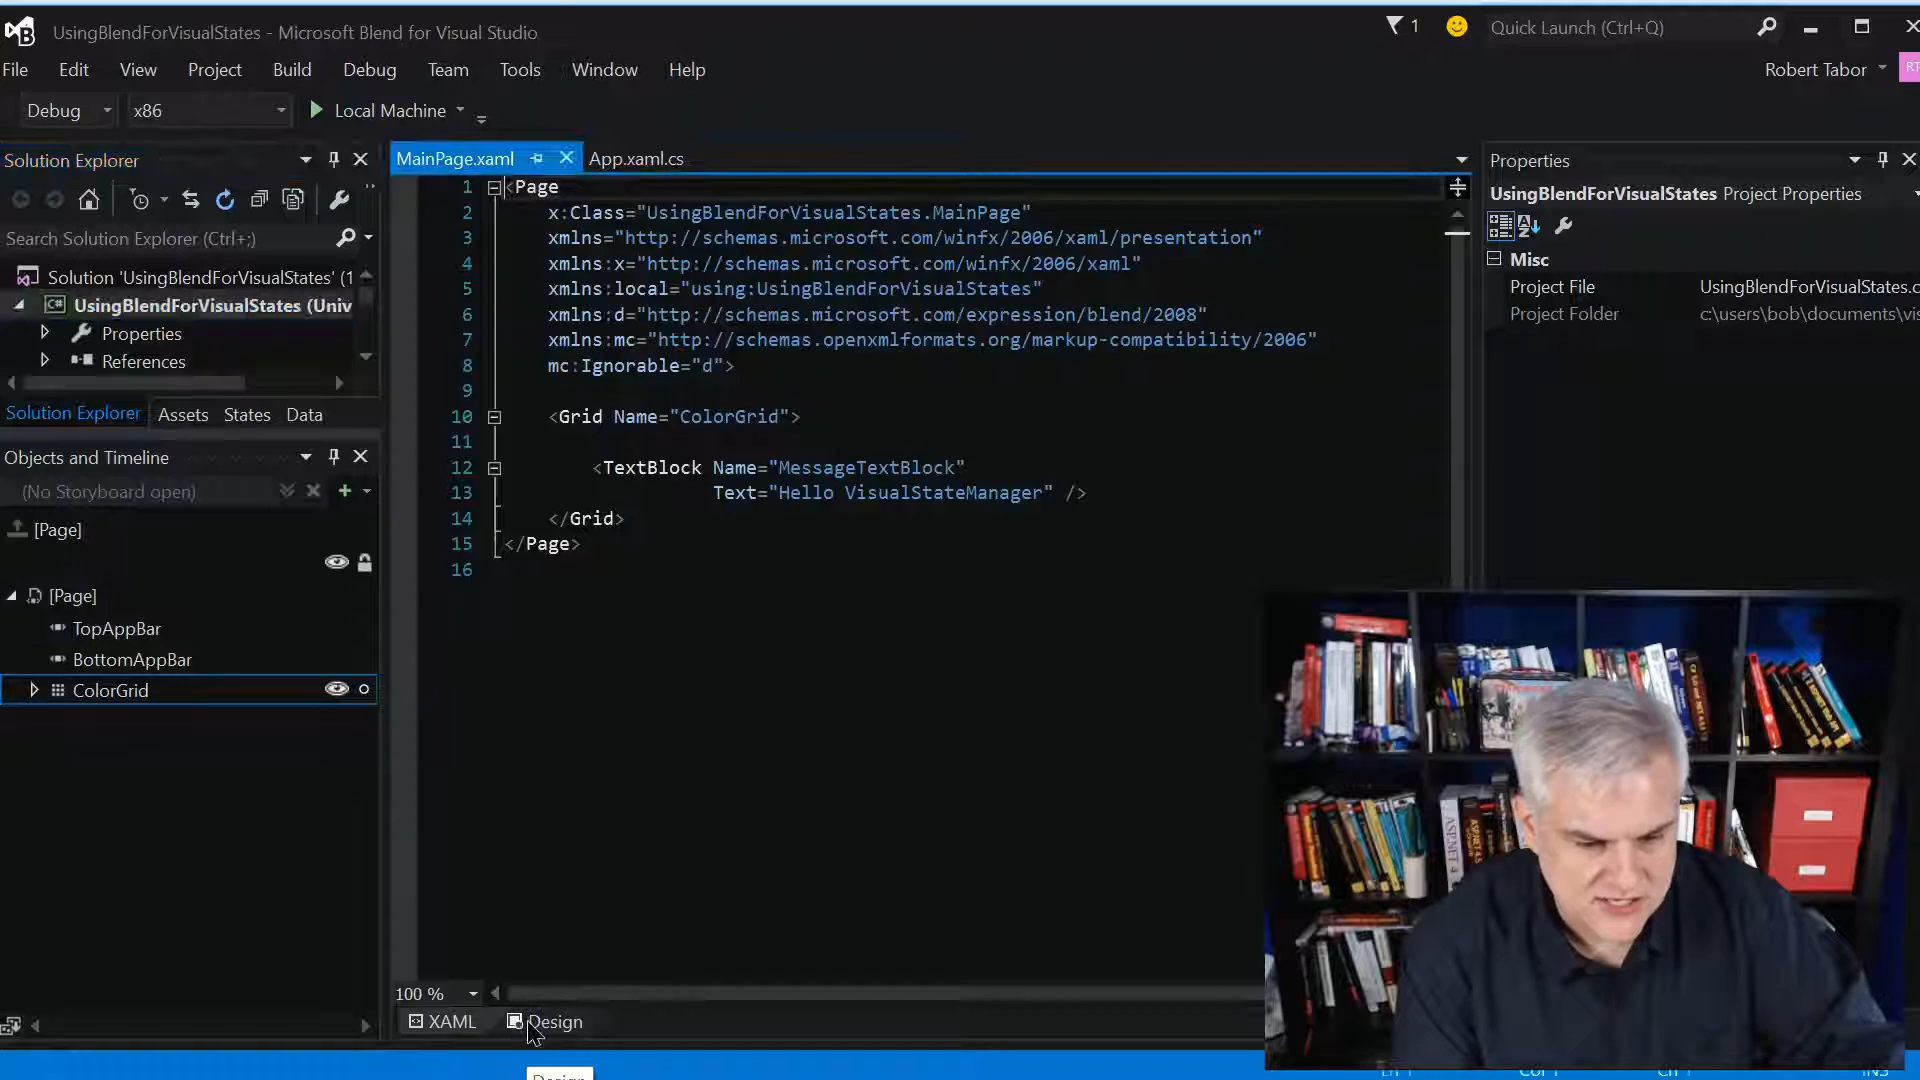 UsingBlendForVisualStates - Microsoft Blend for Visual Studio
1
Quick Launch (Ctrl+Q)
File Edit View Project Build Debug Team Tools Window Help
Robert Tabor
RT
Debug x86 Local Machine
Solution Explorer
Search Solution Explorer (Ctrl+;)
Solution 'UsingBlendForVisualStates' (1
C# UsingBlendForVisualStates (Univ
Properties
References
Solution Explorer Assets States Data
Objects and Timeline
(No Storyboard open)
[Page]
[Page]
TopAppBar
BottomAppBar
ColorGrid
MainPage.xaml App.xaml.cs
1 <Page
2 x:Class="UsingBlendForVisualStates.MainPage"
3 xmlns="http://schemas.microsoft.com/winfx/2006/xaml/presentation"
4 xmlns:x="http://schemas.microsoft.com/winfx/2006/xaml"
5 xmlns:local="using:UsingBlendForVisualStates"
6 xmlns:d="http://schemas.microsoft.com/expression/blend/2008"
7 xmlns:mc="http://schemas.openxmlformats.org/markup-compatibility/2006"
8 mc:Ignorable="d">
9
10 <Grid Name="ColorGrid">
11
12 <TextBlock Name="MessageTextBlock"
13 Text="Hello VisualStateManager" />
14 </Grid>
15 </Page>
16
100 %
XAML Design
Properties
UsingBlendForVisualStates Project Properties
Misc
Project File UsingBlendForVisualStates.c
Project Folder c:\users\bob\documents\vis